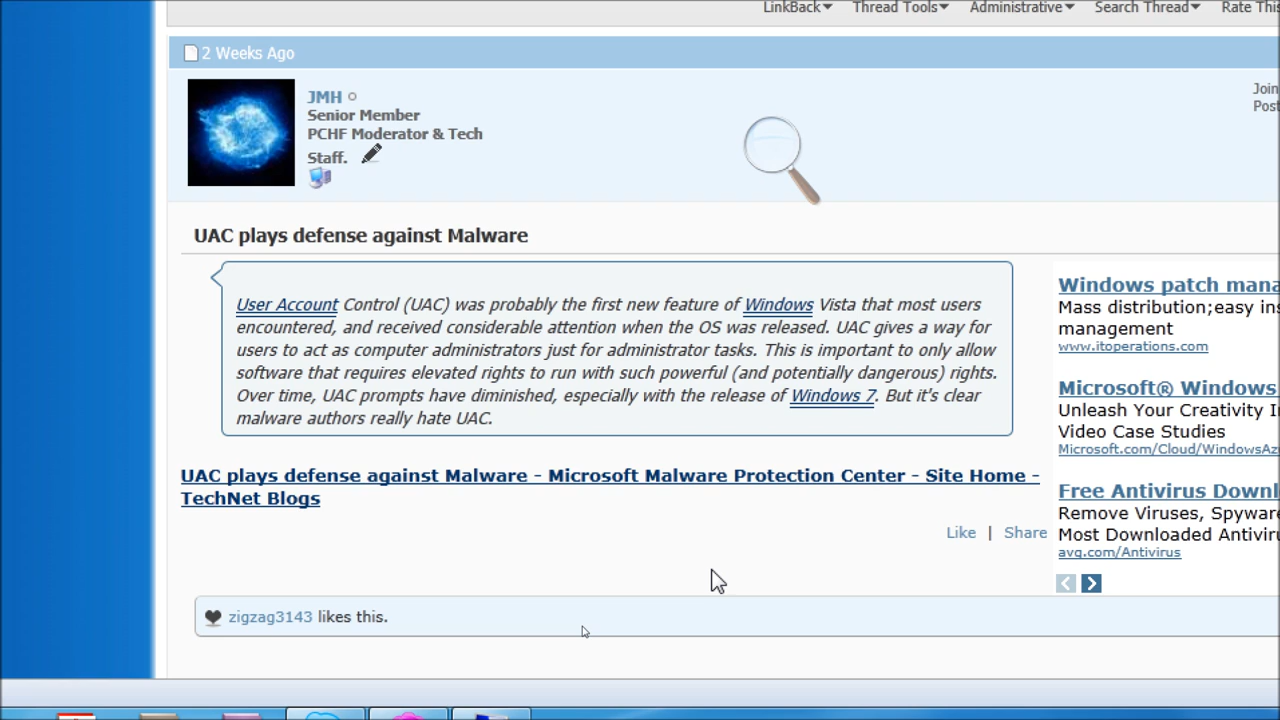 LinkBack Thread Tools Administrative Search Thread Rate This
2 Weeks Ago
JMH
Senior Member
PCHF Moderator & Tech
Staff.
Join
Post
UAC plays defense against Malware
User Account Control (UAC) was probably the first new feature of Windows Vista that most users
encountered, and received considerable attention when the OS was released. UAC gives a way for
users to act as computer administrators just for administrator tasks. This is important to only allow
software that requires elevated rights to run with such powerful (and potentially dangerous) rights.
Over time, UAC prompts have diminished, especially with the release of Windows 7. But it's clear
malware authors really hate UAC.
UAC plays defense against Malware - Microsoft Malware Protection Center - Site Home -
TechNet Blogs
Like | Share
zigzag3143 likes this.
Windows patch mana
Mass distribution;easy ins
management
www.itoperations.com
Microsoft® Windows
Unleash Your Creativity I
Video Case Studies
Microsoft.com/Cloud/WindowsAz
Free Antivirus Downl
Remove Viruses, Spyware
Most Downloaded Antiviru
avg.com/Antivirus